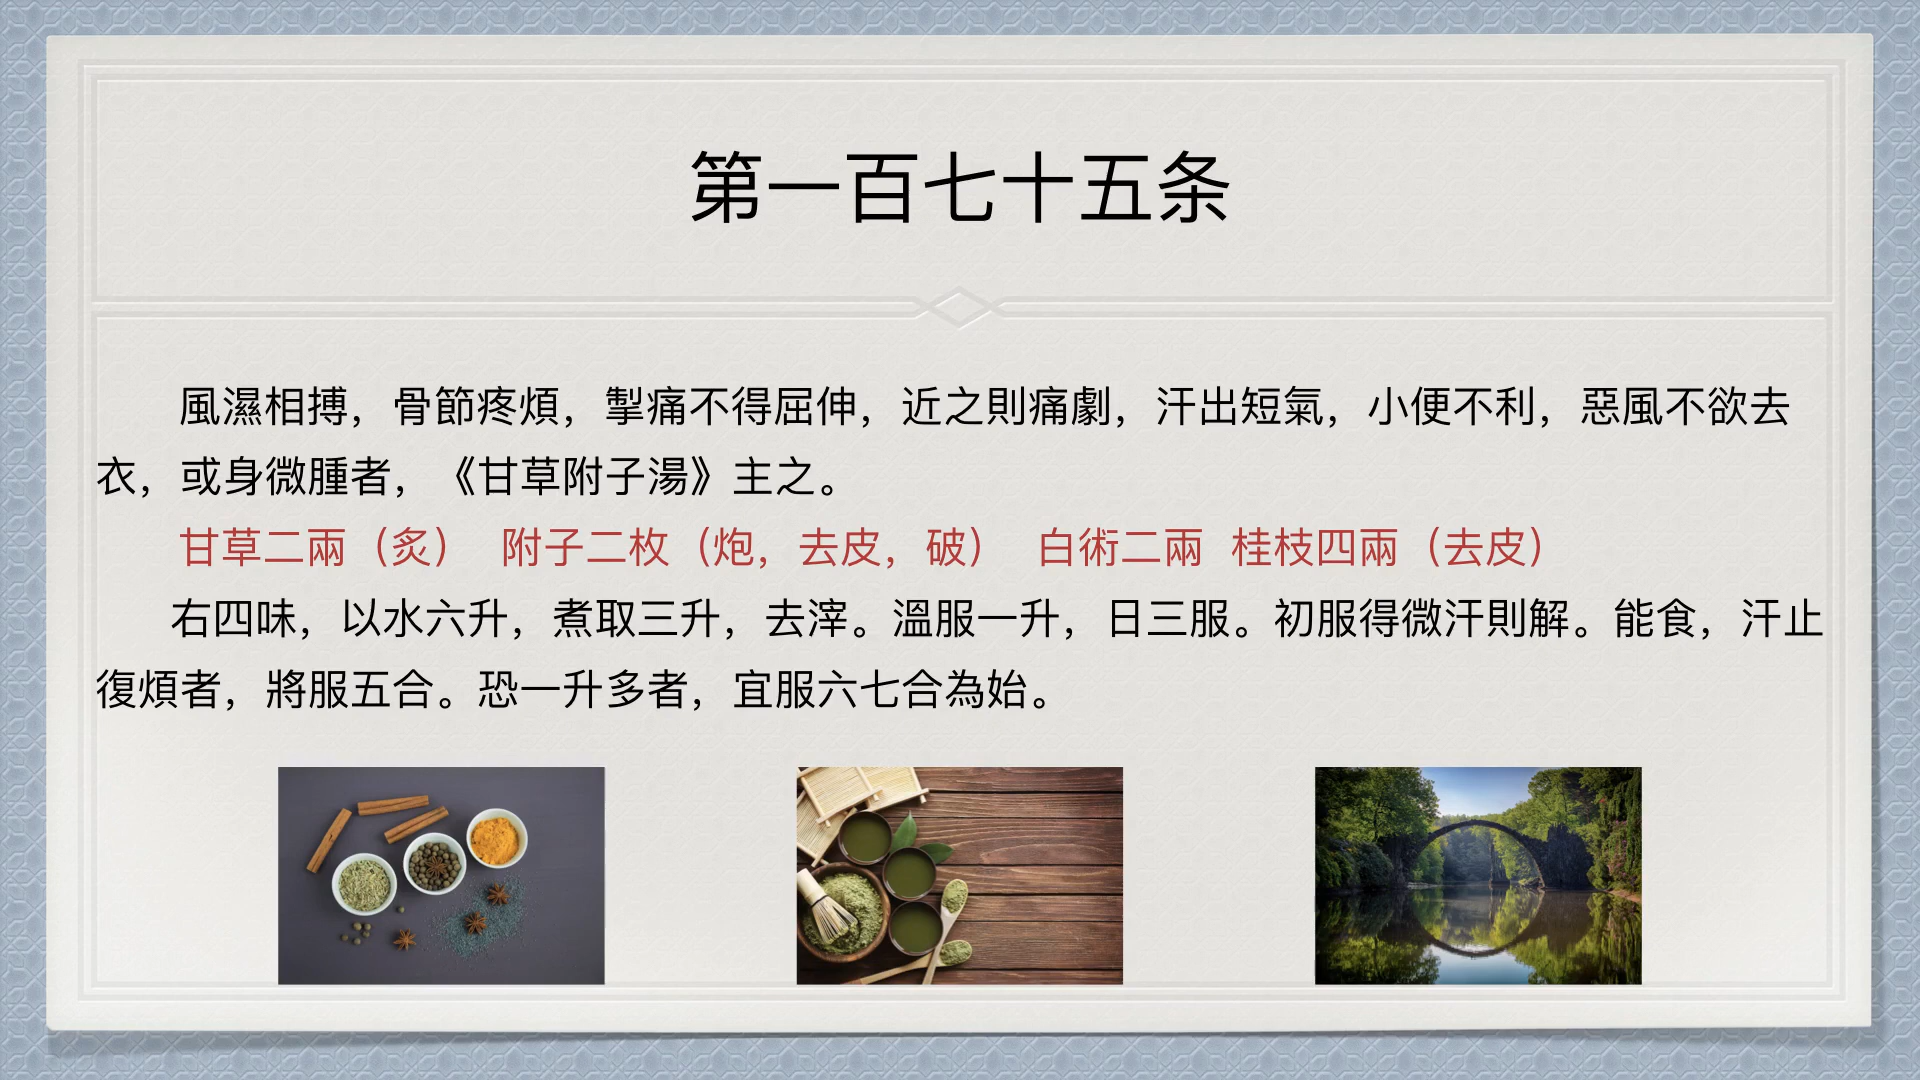 第一百七十五条
風濕相搏，骨節疼煩，掣痛不得屈伸，近之則痛劇，汗出短氣，小便不利，惡風不欲去
衣，或身微腫者，《甘草附子湯》主之。
甘草二兩（炙） 附子二枚（炮，去皮，破） 白術二兩 桂枝四兩（去皮）
右四味，以水六升，煮取三升，去滓。溫服一升，日三服。初服得微汗則解。能食，汗止
復煩者，將服五合。恐一升多者，宜服六七合為始。